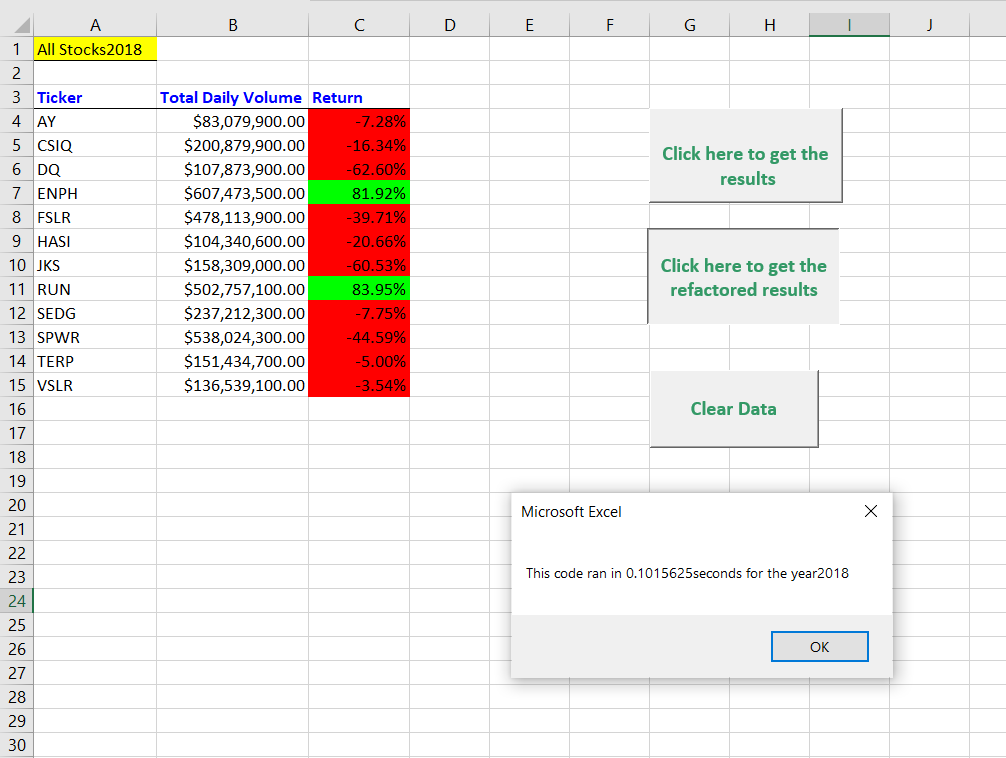 A B C D E F G H I J
1 All Stocks2018
2
3 Ticker Total Daily Volume Return
4 AY $83,079,900.00 -7.28%
5 CSIQ $200,879,900.00 -16.34%
6 DQ $107,873,900.00 -62.60%
7 ENPH $607,473,500.00 81.92%
8 FSLR $478,113,900.00 -39.71%
9 HASI $104,340,600.00 -20.66%
10 JKS $158,309,000.00 -60.53%
11 RUN $502,757,100.00 83.95%
12 SEDG $237,212,300.00 -7.75%
13 SPWR $538,024,300.00 -44.59%
14 TERP $151,434,700.00 -5.00%
15 VSLR $136,539,100.00 -3.54%
16
17
18
19
20
21
22
23
24
25
26
27
28
29
30
Click here to get the
results
Click here to get the
refactored results
Clear Data
Microsoft Excel
This code ran in 0.1015625seconds for the year2018
OK